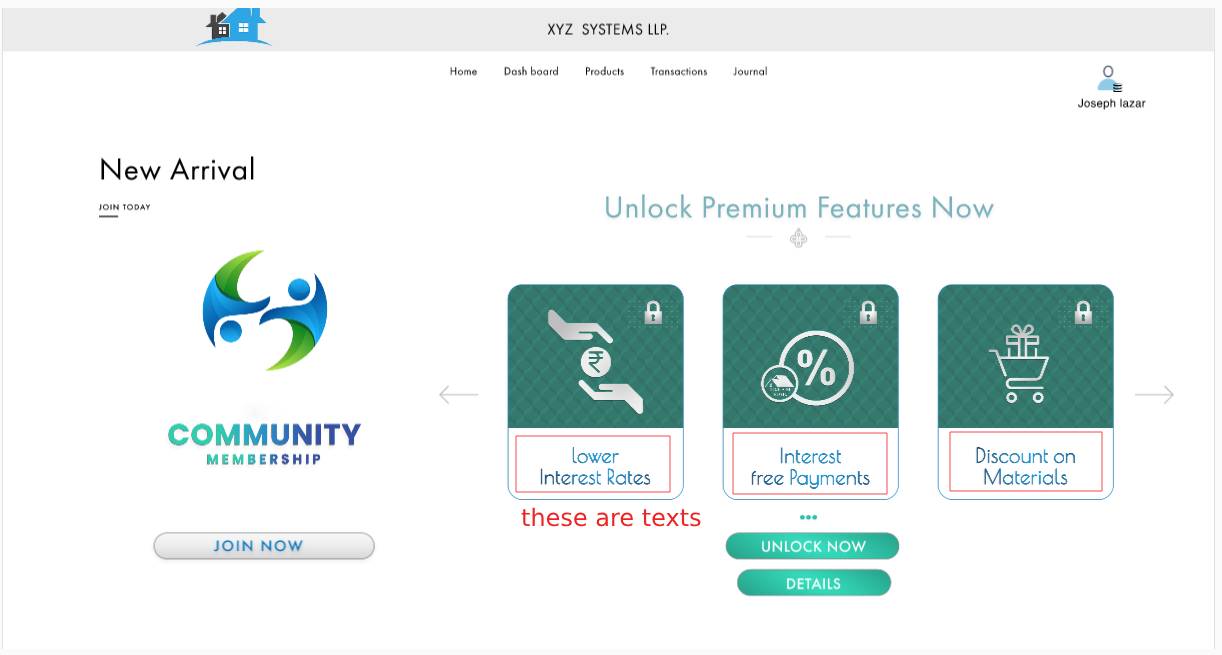 XYZ SYSTEMS LLP.
Home Dash board Products Transactions Journal
Joseph lazar
New Arrival
JOIN TODAY
Unlock Premium Features Now
COMMUNITY
MEMBERSHIP
JOIN NOW
₹
%
lower
Interest Rates
Interest
free Payments
Discount on
Materials
these are texts
UNLOCK NOW
DETAILS